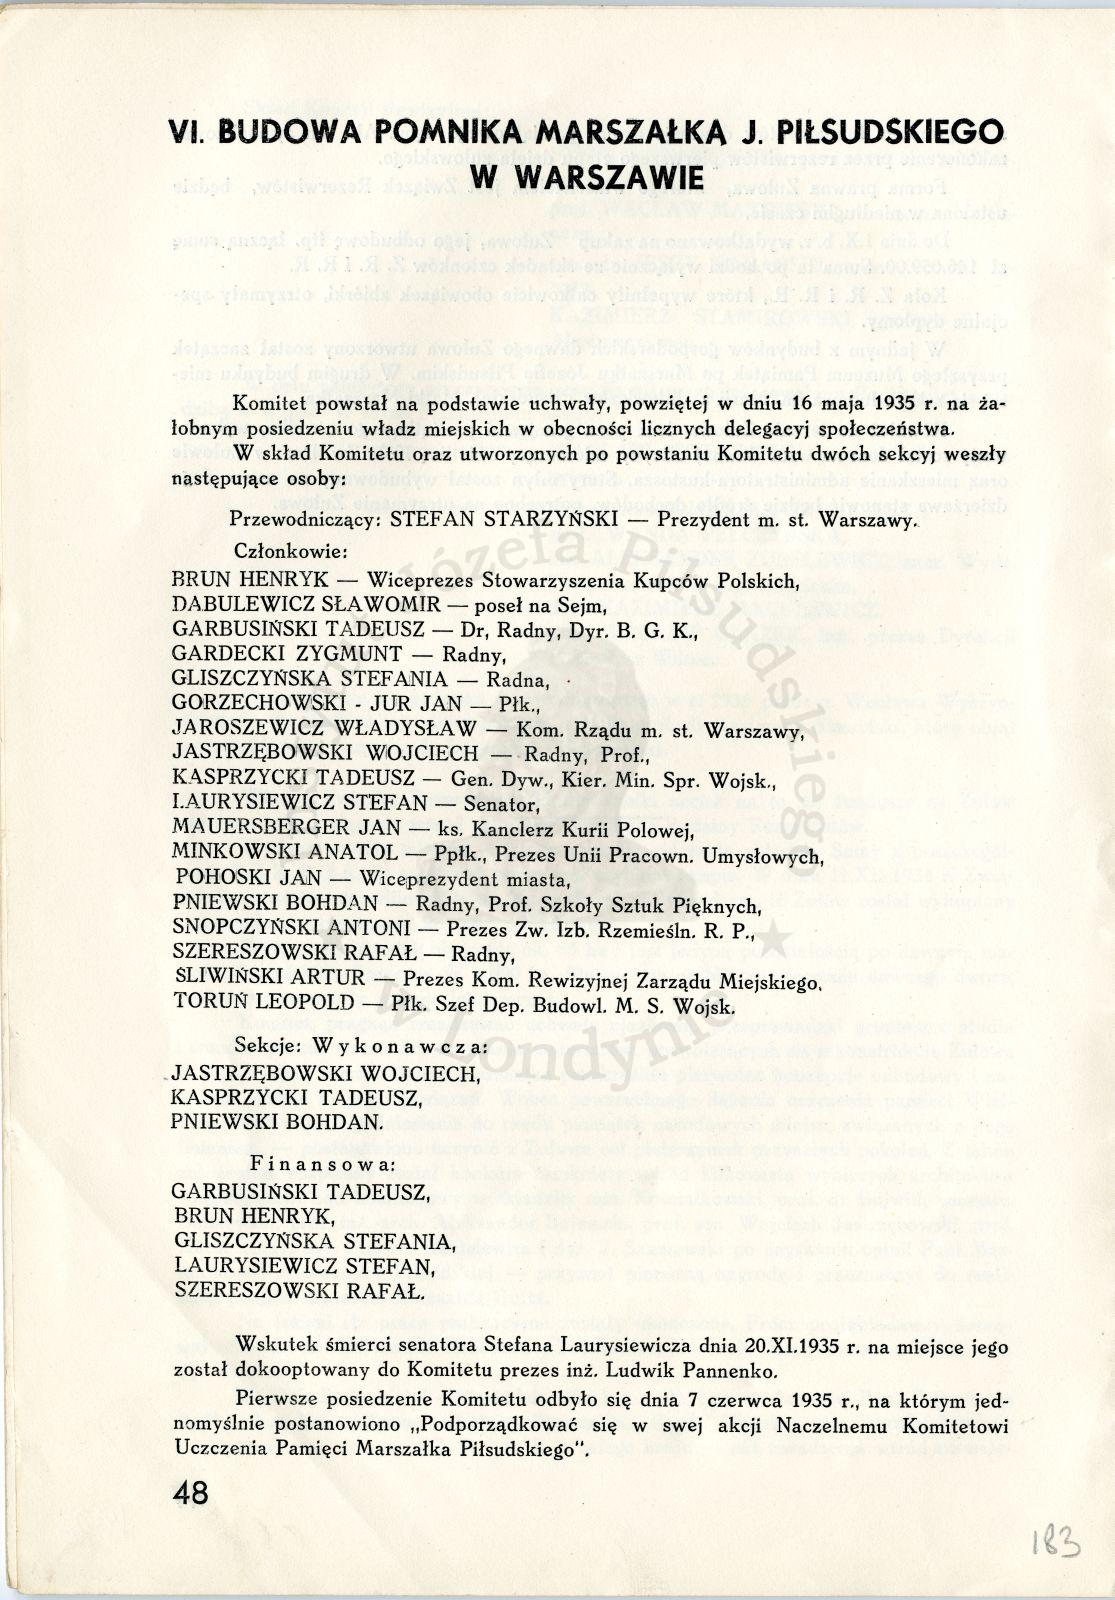 VI. BUDOWA POMNIKA MARSZAŁKA J. PIŁSUDSKIEGO
W WARSZAWIE
Komitet powstał na podstawie uchwały, powziętej w dniu 16 maja 1935 r. na ża-
łobnym posiedzeniu władz miejskich w obecności licznych delegacyj społeczeństwa.
W skład Komitetu oraz utworzonych po powstaniu Komitetu dwóch sekcyj weszły
następujące osoby:
Przewodniczący: STEFAN STARZYŃSKI — Prezydent m. st. Warszawy.
Członkowie:
BRUN HENRYK — Wiceprezes Stowarzyszenia Kupców Polskich,
DABULEWICZ SŁAWOMIR — poseł na Sejm,
GARBUSIŃSKI TADEUSZ — Dr, Radny, Dyr. B. G. K.,
GARDECKI ZYGMUNT — Radny,
GLISZCZYŃSKA STEFANIA — Radna,
GORZECHOWSKI - JUR JAN — Płk.,
JAROSZEWICZ WŁADYSŁAW — Kom. Rządu m. st. Warszawy,
JASTRZĘBOWSKI WOJCIECH — Radny, Prof.,
KASPRZYCKI TADEUSZ — Gen. Dyw., Kier. Min. Spr. Wojsk.,
LAURYSIEWICZ STEFAN — Senator,
MAUERSBERGER JAN — ks. Kanclerz Kurii Polowej,
MINKOWSKI ANATOL — Ppłk., Prezes Unii Pracown. Umysłowych,
POHOSKI JAN — Wiceprezydent miasta,
PNIEWSKI BOHDAN — Radny, Prof. Szkoły Sztuk Pięknych,
SNOPCZYŃSKI ANTONI — Prezes Zw. Izb. Rzemieśln. R. P.,
SZERESZOWSKI RAFAŁ — Radny,
ŚLIWIŃSKI ARTUR — Prezes Kom. Rewizyjnej Zarządu Miejskiego,
TORUŃ LEOPOLD — Płk. Szef Dep. Budowl. M. S. Wojsk.
Sekcje: Wykonawcza:
JASTRZĘBOWSKI WOJCIECH,
KASPRZYCKI TADEUSZ,
PNIEWSKI BOHDAN.
Finansowa:
GARBUSIŃSKI TADEUSZ,
BRUN HENRYK,
GLISZCZYŃSKA STEFANIA,
LAURYSIEWICZ STEFAN,
SZERESZOWSKI RAFAŁ.
Wskutek śmierci senatora Stefana Laurysiewicza dnia 20.XI.1935 r. na miejsce jego
został dokooptowany do Komitetu prezes inż. Ludwik Pannenko.
Pierwsze posiedzenie Komitetu odbyło się dnia 7 czerwca 1935 r., na którym jed-
nomyślnie postanowiono „Podporządkować się w swej akcji Naczelnemu Komitetowi
Uczczenia Pamięci Marszałka Piłsudskiego".
48
183
Józefa Piłsudskiego
w Londynie